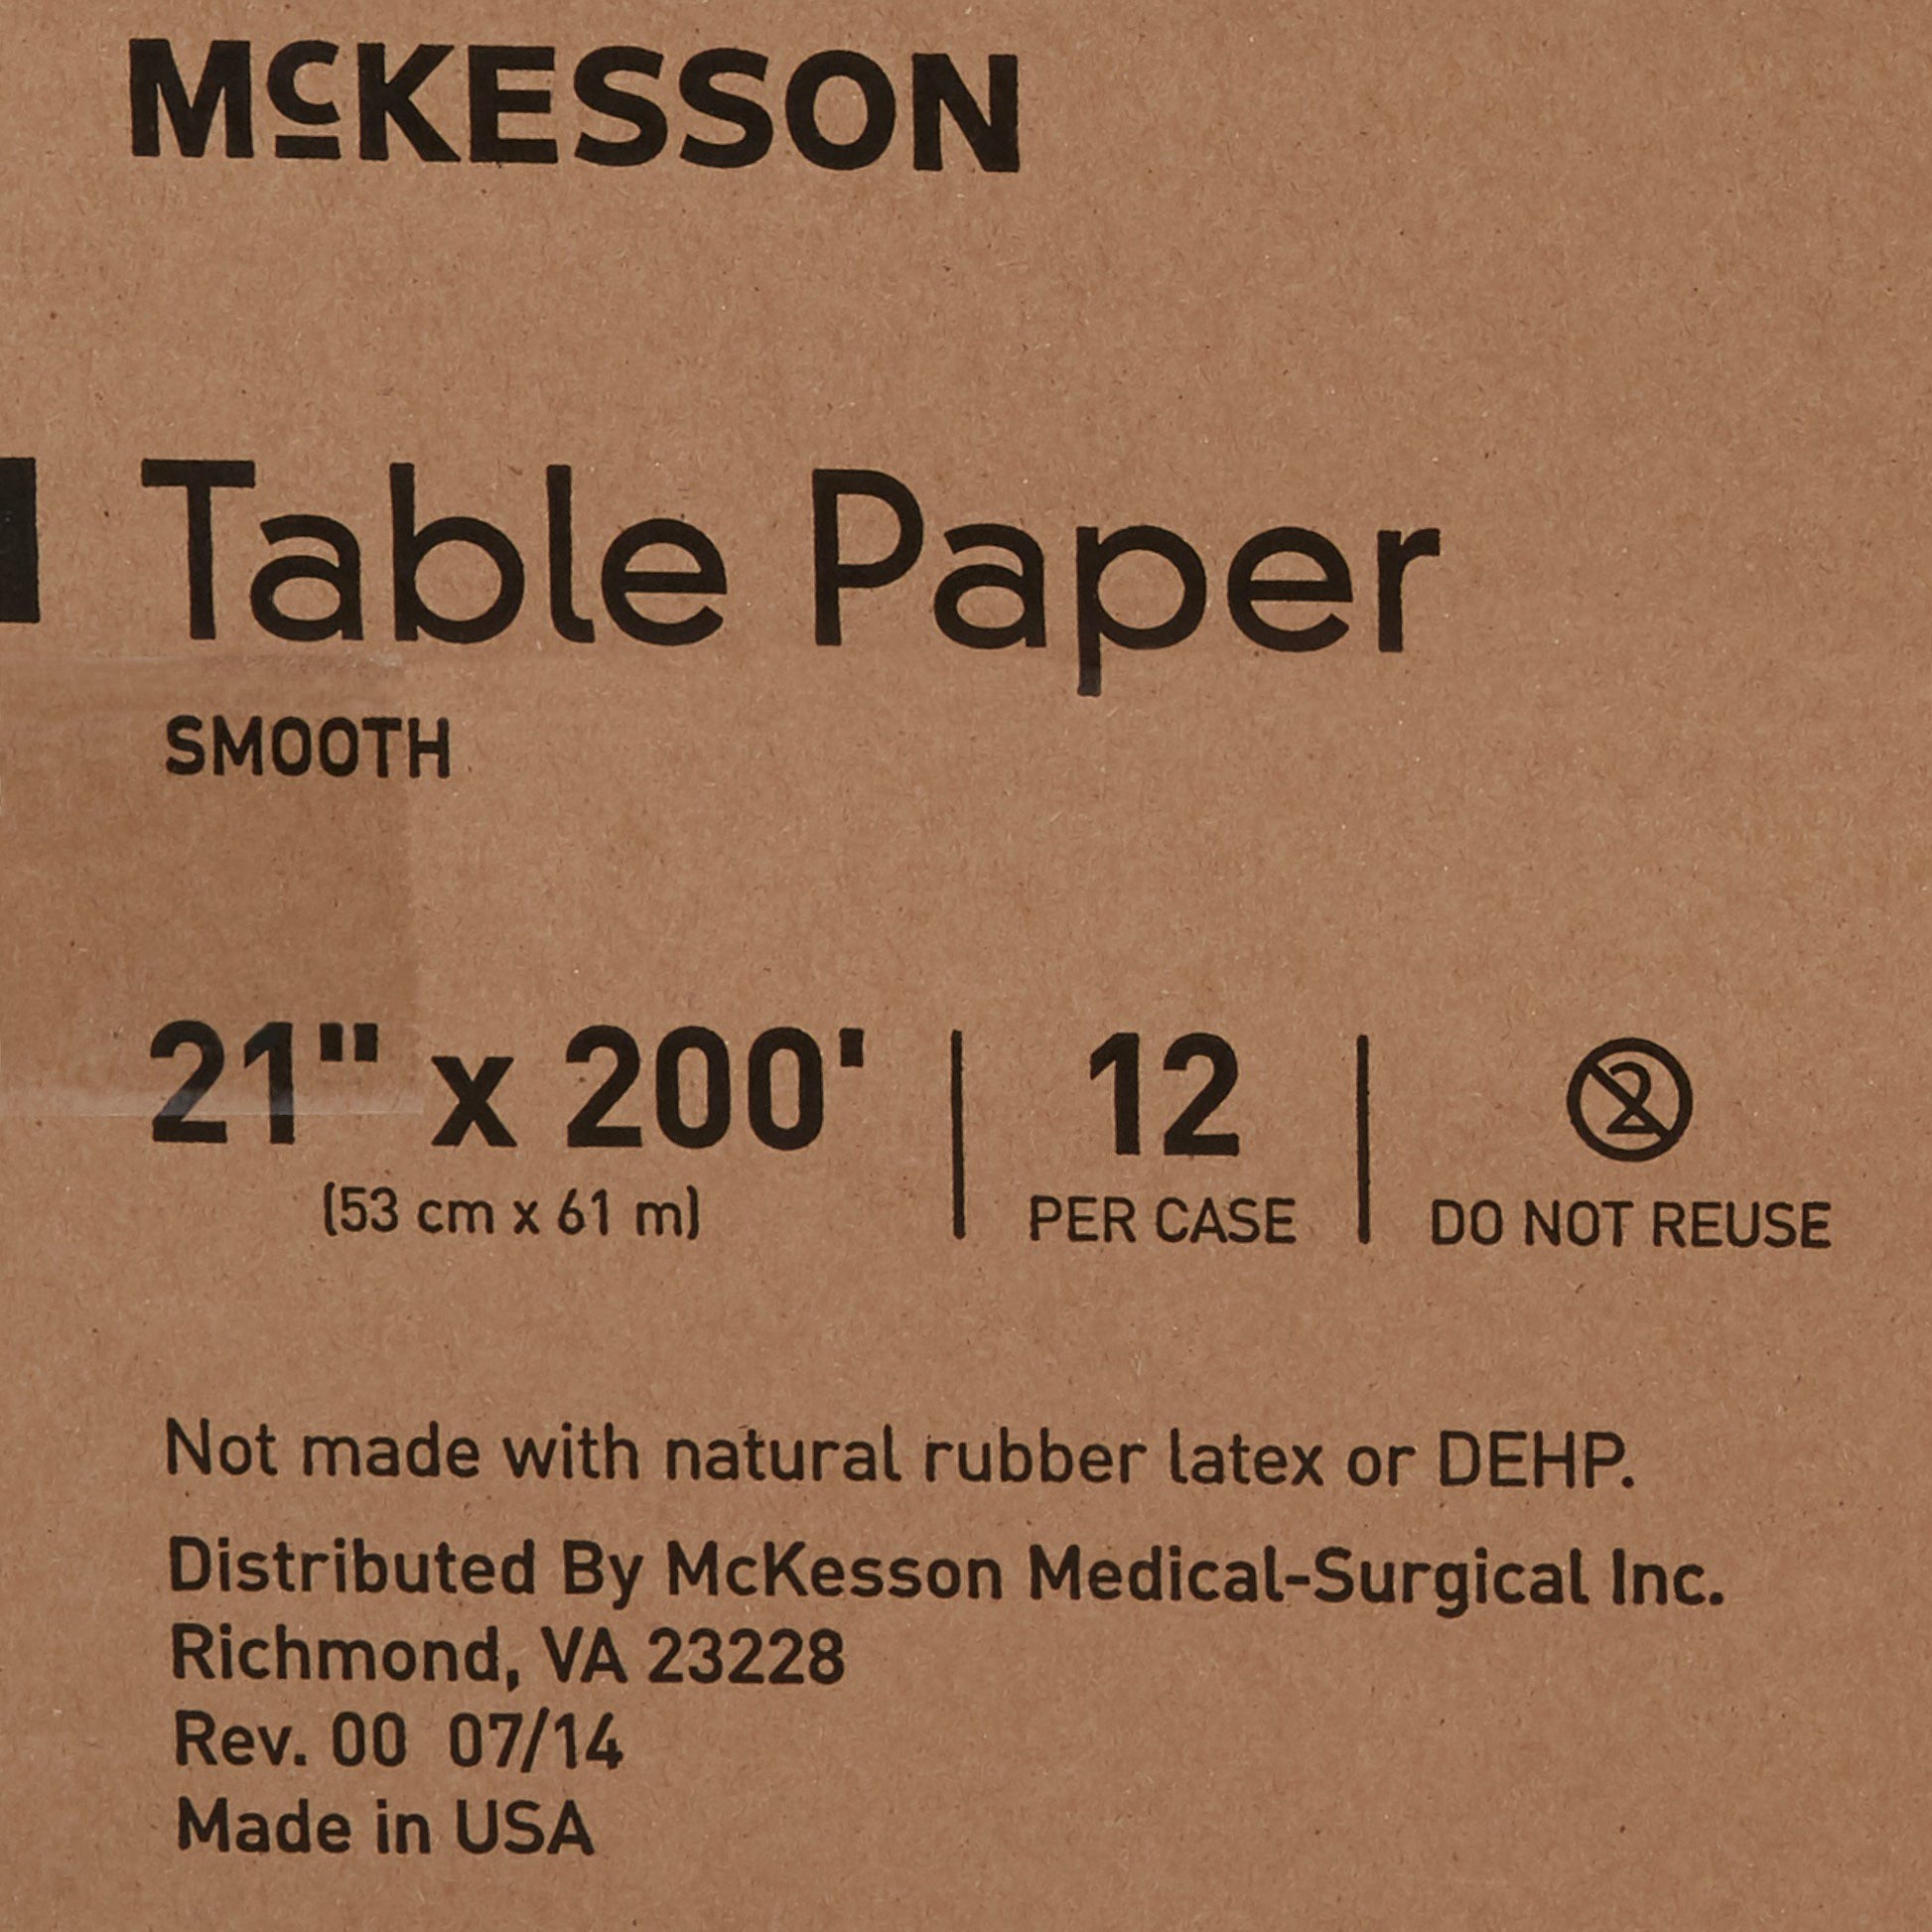 McKESSON
Table Paper
SMOOTH
21" x 200'
(53 cm x 61 m)
12
PER CASE
2
DO NOT REUSE
Not made with natural rubber latex or DEHP.
Distributed By McKesson Medical-Surgical Inc.
Richmond, VA 23228
Rev. 00  07/14
Made in USA